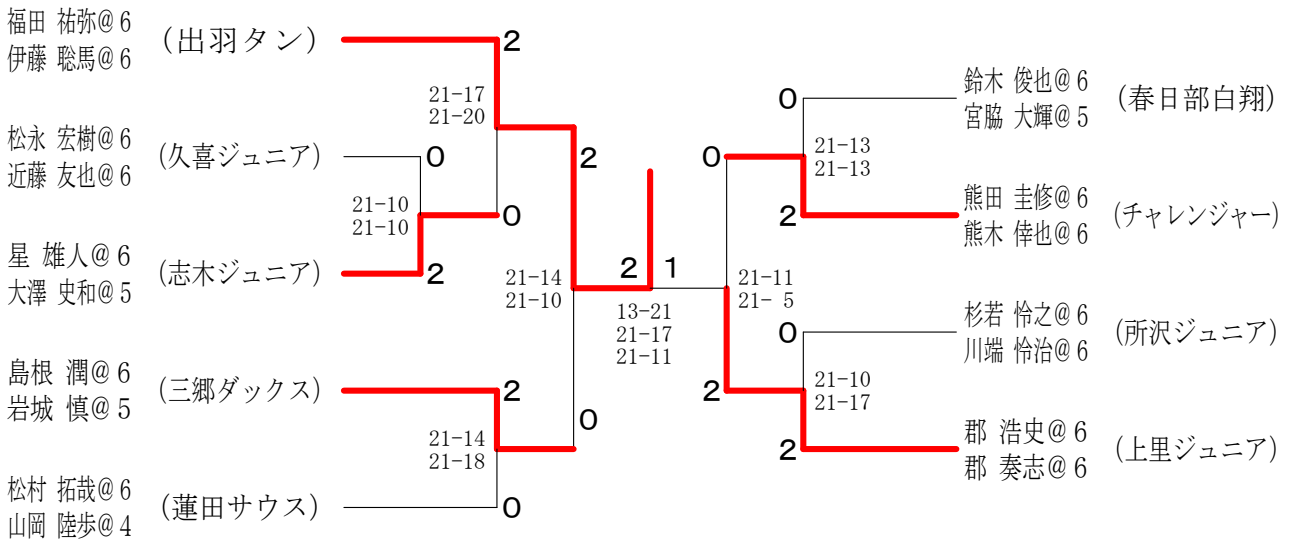 福田 祐弥@６
伊藤 聡馬@６
(出羽タン)
2
21-17
21-20
松永 宏樹@６
近藤 友也@６
(久喜ジュニア)
0
21-10
21-10
0
星 雄人@６
大澤 史和@５
(志木ジュニア)
2
2
21-14
21-10
島根 潤@６
岩城 慎@５
(三郷ダックス)
2
21-14
21-18
0
松村 拓哉@６
山岡 陸歩@４
(蓮田サウス)
0
2 1
13-21
21-17
21-11
鈴木 俊也@６
宮脇 大輝@５
(春日部白翔)
0
21-13
21-13
0
熊田 圭修@６
熊木 倖也@６
(チャレンジャー)
2
21-11
21- 5
杉若 怜之@６
川端 怜治@６
(所沢ジュニア)
0
21-10
21-17
2
郡 浩史@６
郡 奏志@６
(上里ジュニア)
2